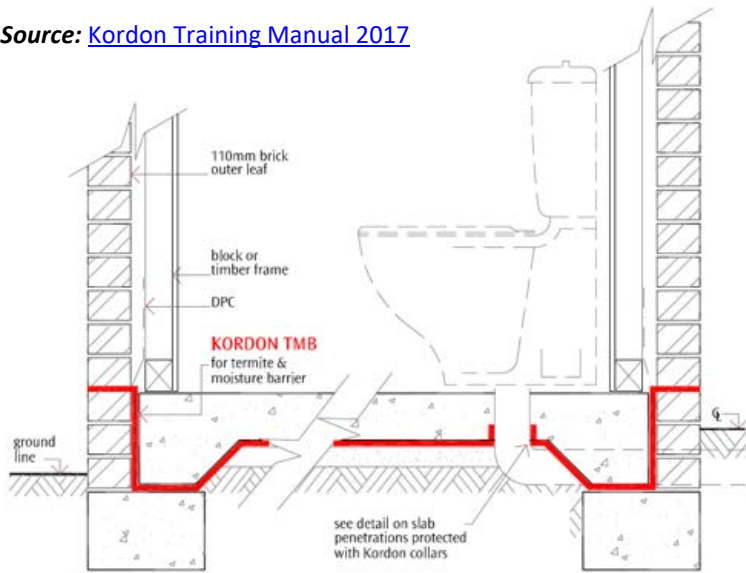 Source: Kordon Training Manual 2017
110mm brick
outer leaf
block or
timber frame
DPC
KORDON TMB
for termite &
moisture barrier
ground
line
GL
see detail on slab
penetrations protected
with Kordon collars